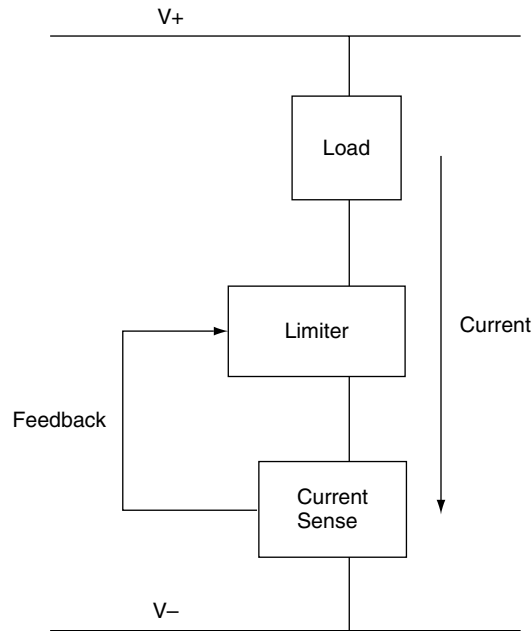 V+
Load
Limiter
Current
Feedback
Current
Sense
V–